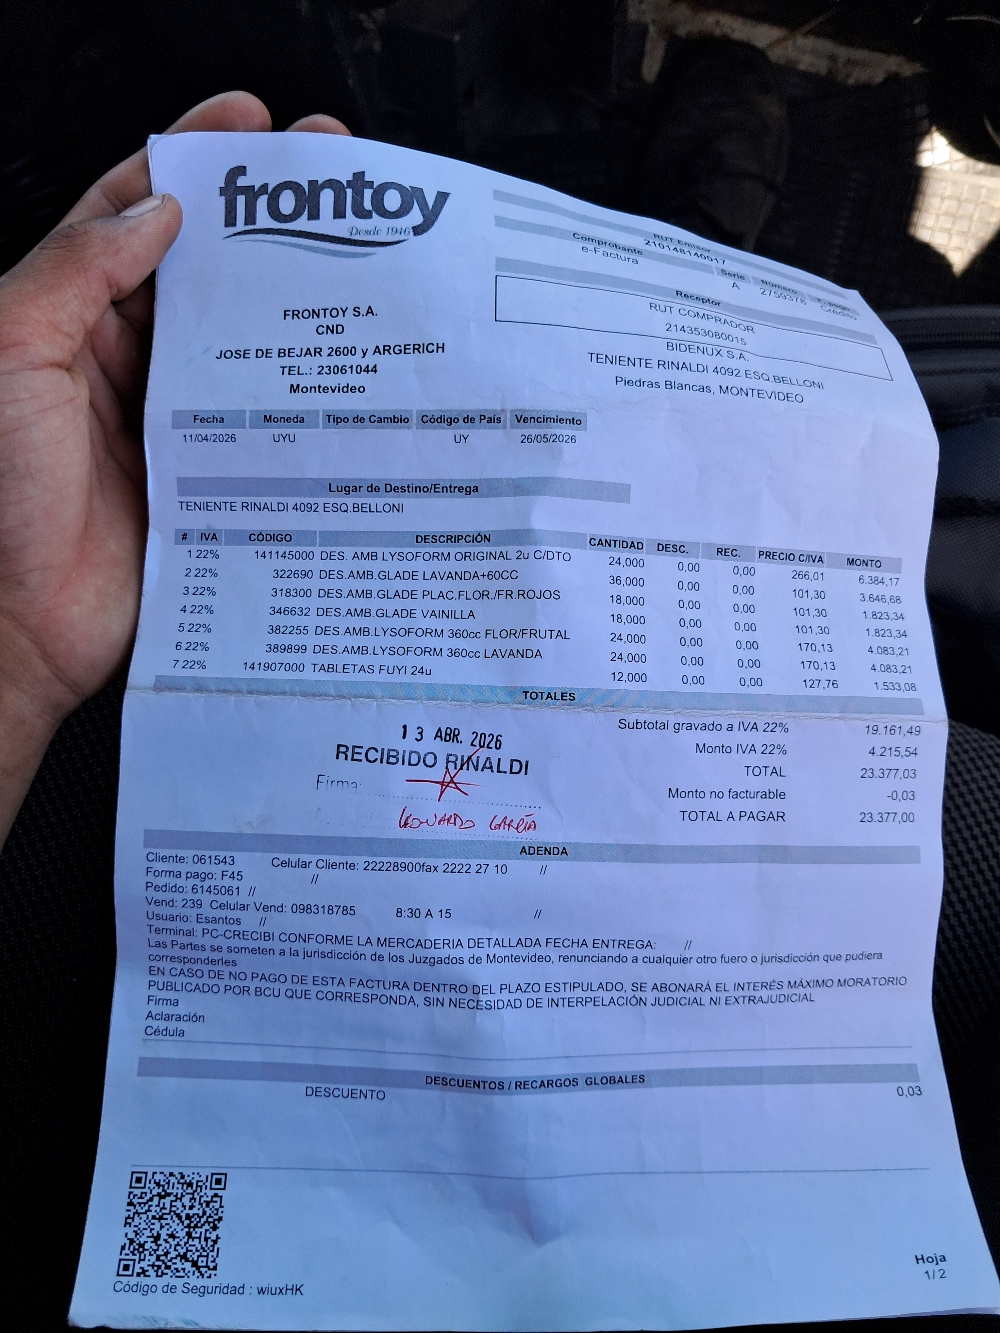 frontoy
Desde 1946
RUT Emisor
210148140017
Comprobante
e-Factura
Serie Número
A 2759378
Crédito
Receptor
RUT COMPRADOR
214353080015
BIDENUX S.A.
TENIENTE RINALDI 4092 ESQ.BELLONI
Piedras Blancas, MONTEVIDEO
FRONTOY S.A.
CND
JOSE DE BEJAR 2600 y ARGERICH
TEL.: 23061044
Montevideo
Fecha Moneda Tipo de Cambio Código de País Vencimiento
11/04/2026 UYU UY 26/05/2026
Lugar de Destino/Entrega
TENIENTE RINALDI 4092 ESQ.BELLONI
# IVA CÓDIGO DESCRIPCIÓN CANTIDAD DESC. REC. PRECIO C/IVA MONTO
1 22% 141145000 DES. AMB LYSOFORM ORIGINAL 2u C/DTO 24,000 0,00 0,00 266,01 6.384,17
2 22% 322690 DES.AMB.GLADE LAVANDA+60CC 36,000 0,00 0,00 101,30 3.646,68
3 22% 318300 DES.AMB.GLADE PLAC.FLOR./FR.ROJOS 18,000 0,00 0,00 101,30 1.823,34
4 22% 346632 DES.AMB.GLADE VAINILLA 18,000 0,00 0,00 101,30 1.823,34
5 22% 382255 DES.AMB.LYSOFORM 360cc FLOR/FRUTAL 24,000 0,00 0,00 170,13 4.083,21
6 22% 389899 DES.AMB.LYSOFORM 360cc LAVANDA 24,000 0,00 0,00 170,13 4.083,21
7 22% 141907000 TABLETAS FUYI 24u 12,000 0,00 0,00 127,76 1.533,08
TOTALES
Subtotal gravado a IVA 22% 19.161,49
Monto IVA 22% 4.215,54
TOTAL 23.377,03
Monto no facturable -0,03
TOTAL A PAGAR 23.377,00
13 ABR. 2026
RECIBIDO RINALDI
Firma:
LEONARDO GARCÍA
ADENDA
Cliente: 061543 Celular Cliente: 22228900fax 2222 27 10 //
Forma pago: F45 //
Pedido: 6145061 //
Vend: 239 Celular Vend: 098318785 8:30 A 15 //
Usuario: Esantos //
Terminal: PC-CRECIBI CONFORME LA MERCADERIA DETALLADA FECHA ENTREGA: //
Las Partes se someten a la jurisdicción de los Juzgados de Montevideo, renunciando a cualquier otro fuero o jurisdicción que pudiera
corresponderles
EN CASO DE NO PAGO DE ESTA FACTURA DENTRO DEL PLAZO ESTIPULADO, SE ABONARÁ EL INTERÉS MÁXIMO MORATORIO
PUBLICADO POR BCU QUE CORRESPONDA, SIN NECESIDAD DE INTERPELACIÓN JUDICIAL NI EXTRAJUDICIAL
Firma
Aclaración
Cédula
DESCUENTOS / RECARGOS GLOBALES
DESCUENTO 0,03
Código de Seguridad : wiuxHK
Hoja
1/2